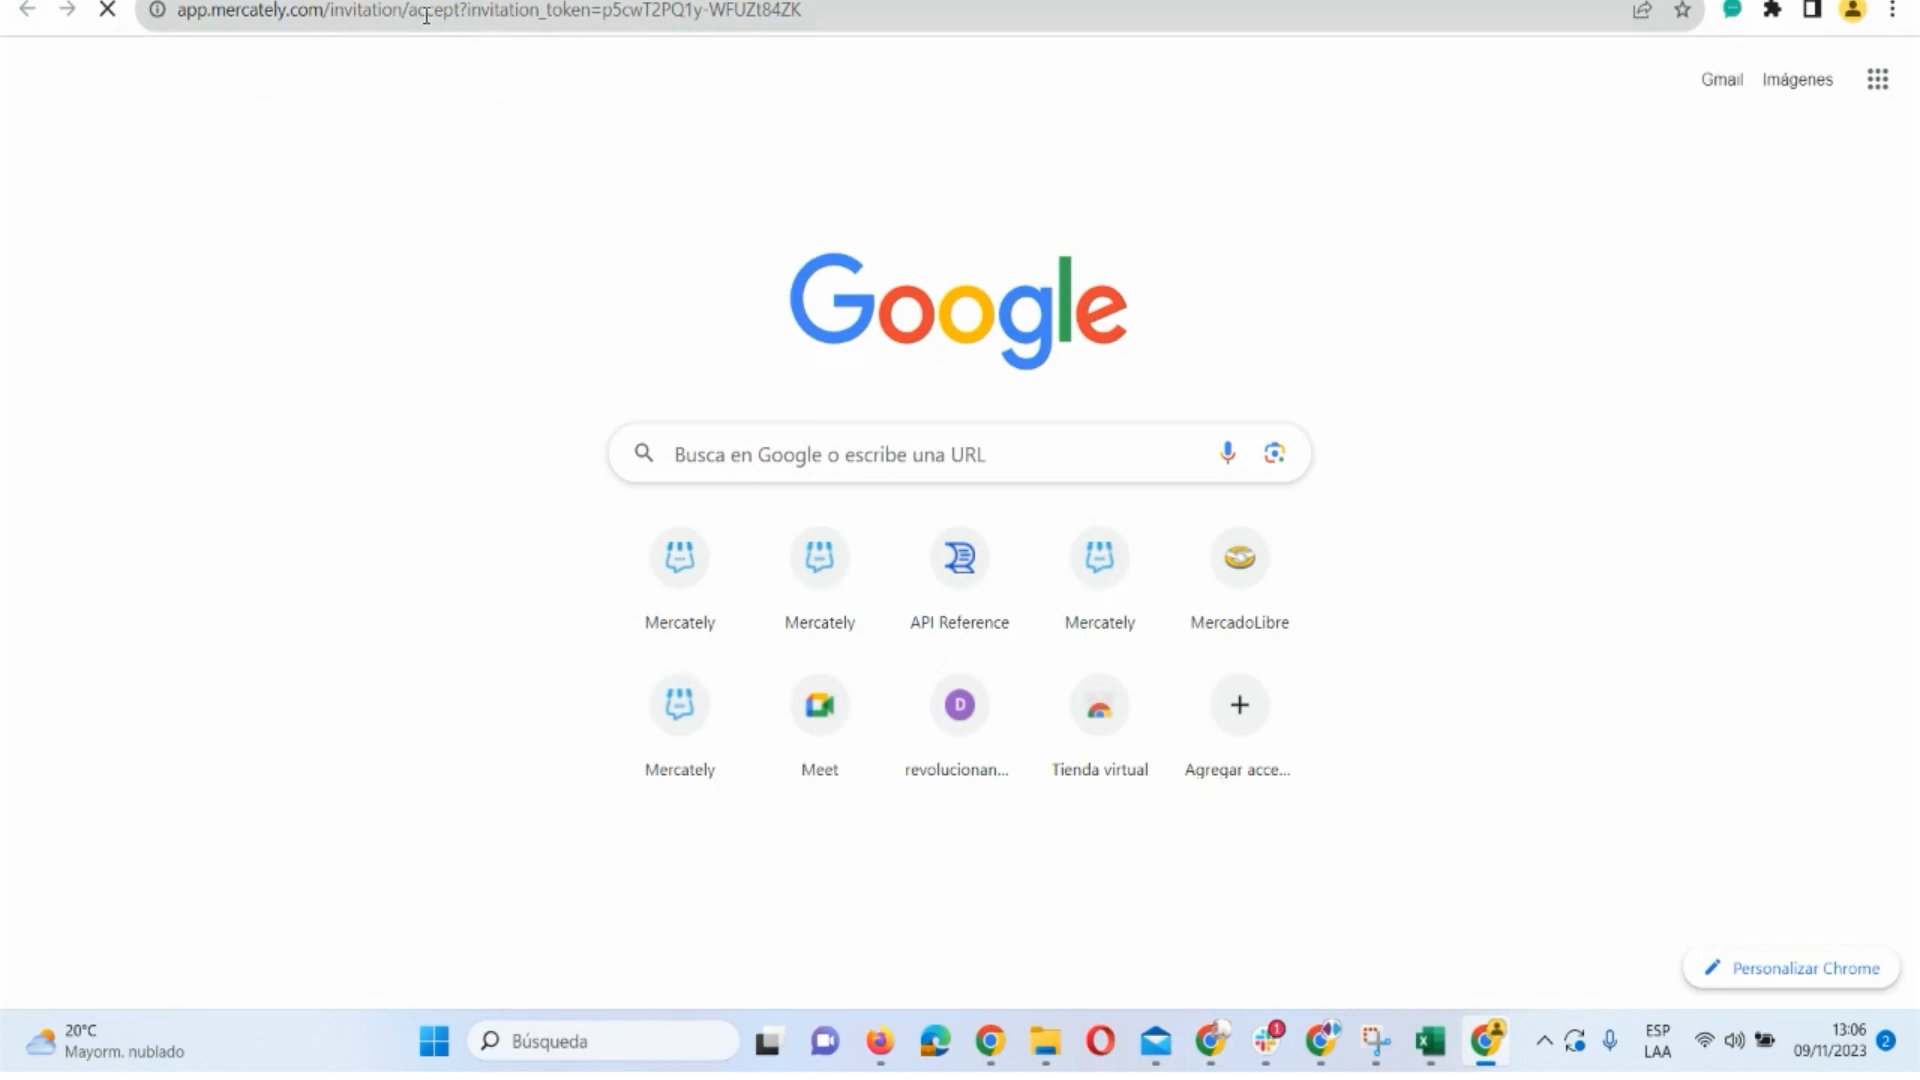 app.mercately.com/invitation/accept?invitation_token=p5cwT2PQ1y-WFUZt84ZK
Gmail Imágenes
Google
Busca en Google o escribe una URL
Mercately Mercately API Reference Mercately MercadoLibre
D
Mercately Meet revolucionan... Tienda virtual Agregar acce...
Personalizar Chrome
20°C
Mayorm. nublado
Búsqueda
1
ESP
LAA
13:06
09/11/2023
2